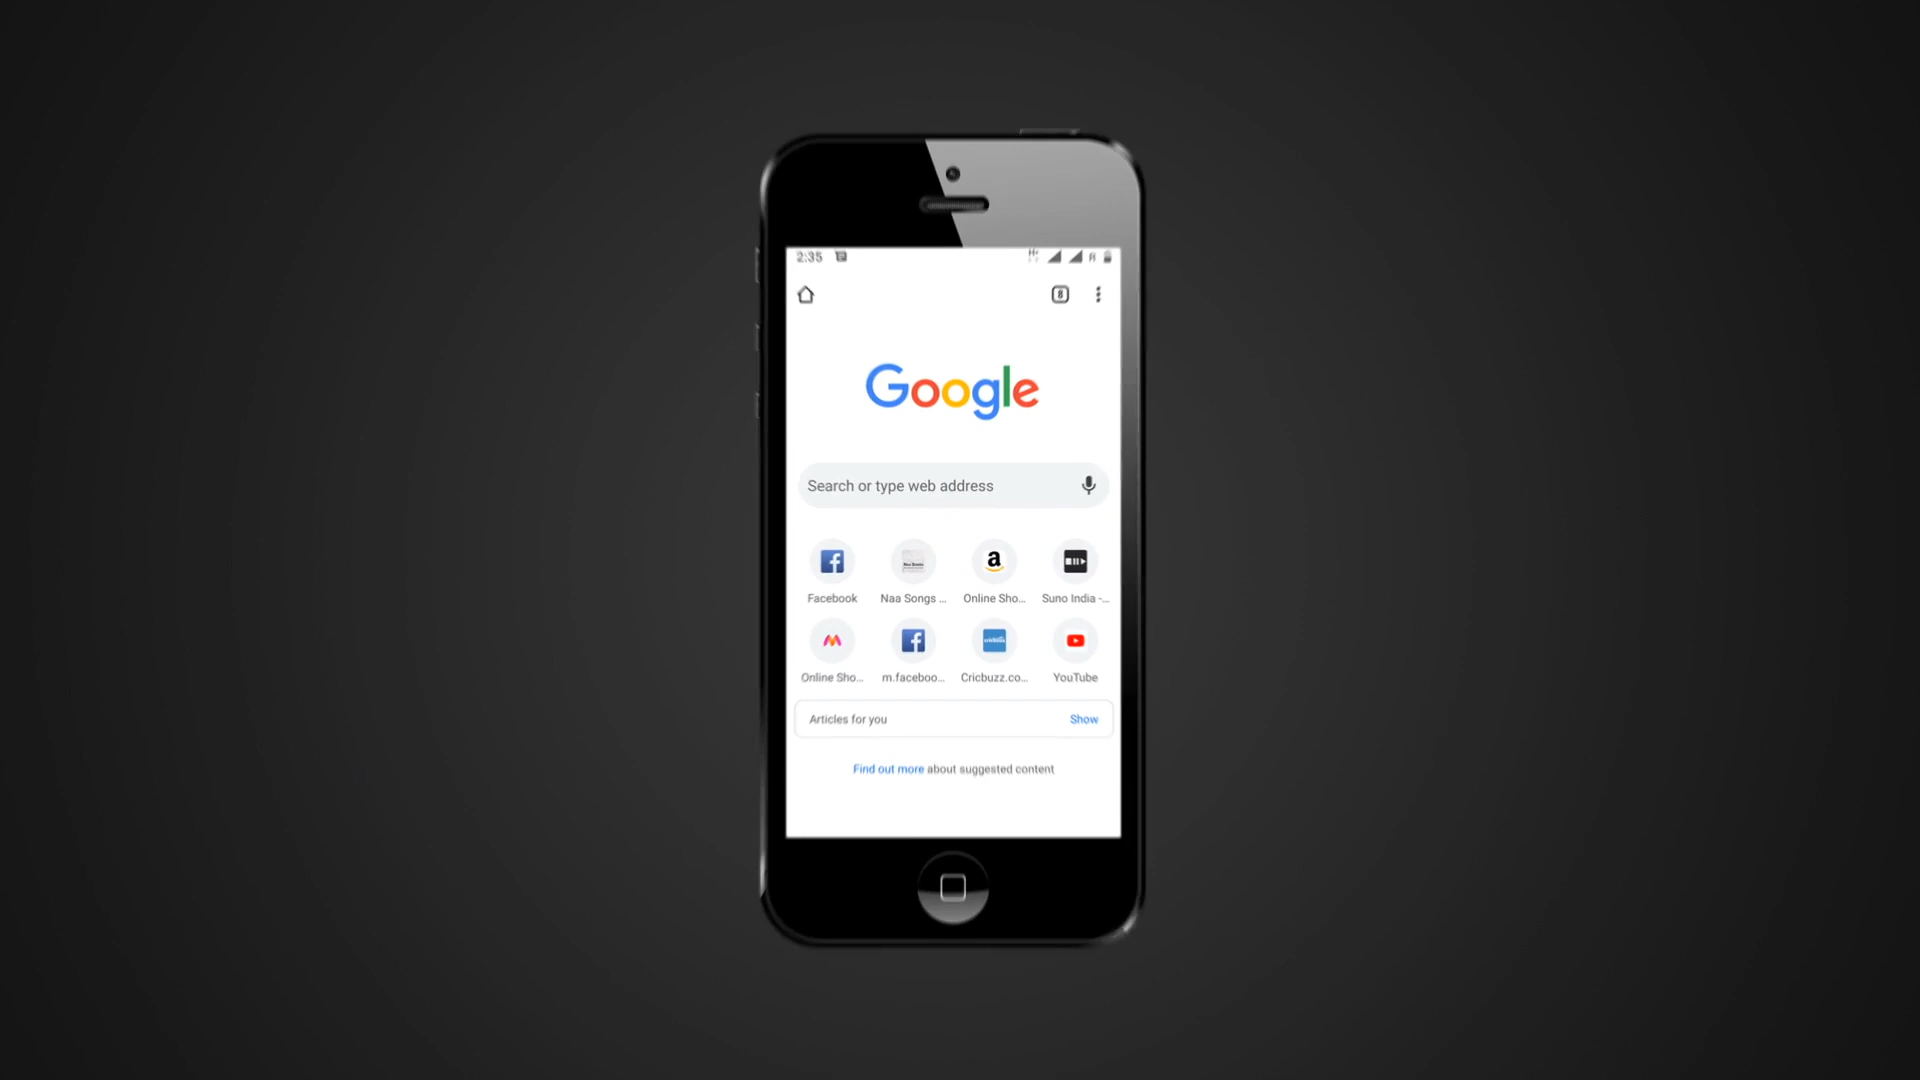 2:35
H+ R
8
Google
Search or type web address
Facebook Naa Songs ... Online Sho... Suno India -...
Online Sho... m.faceboo... Cricbuzz.co... YouTube
Articles for you Show
Find out more about suggested content